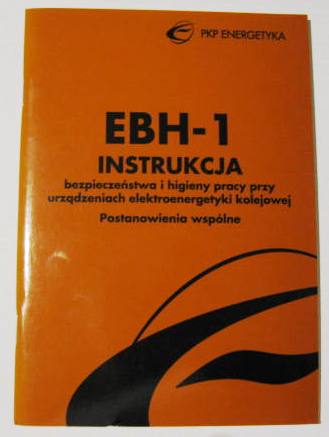 PKP ENERGETYKA
EBH-1
INSTRUKCJA
bezpieczeństwa i higieny pracy przy
urządzeniach elektroenergetyki kolejowej
Postanowienia wspólne